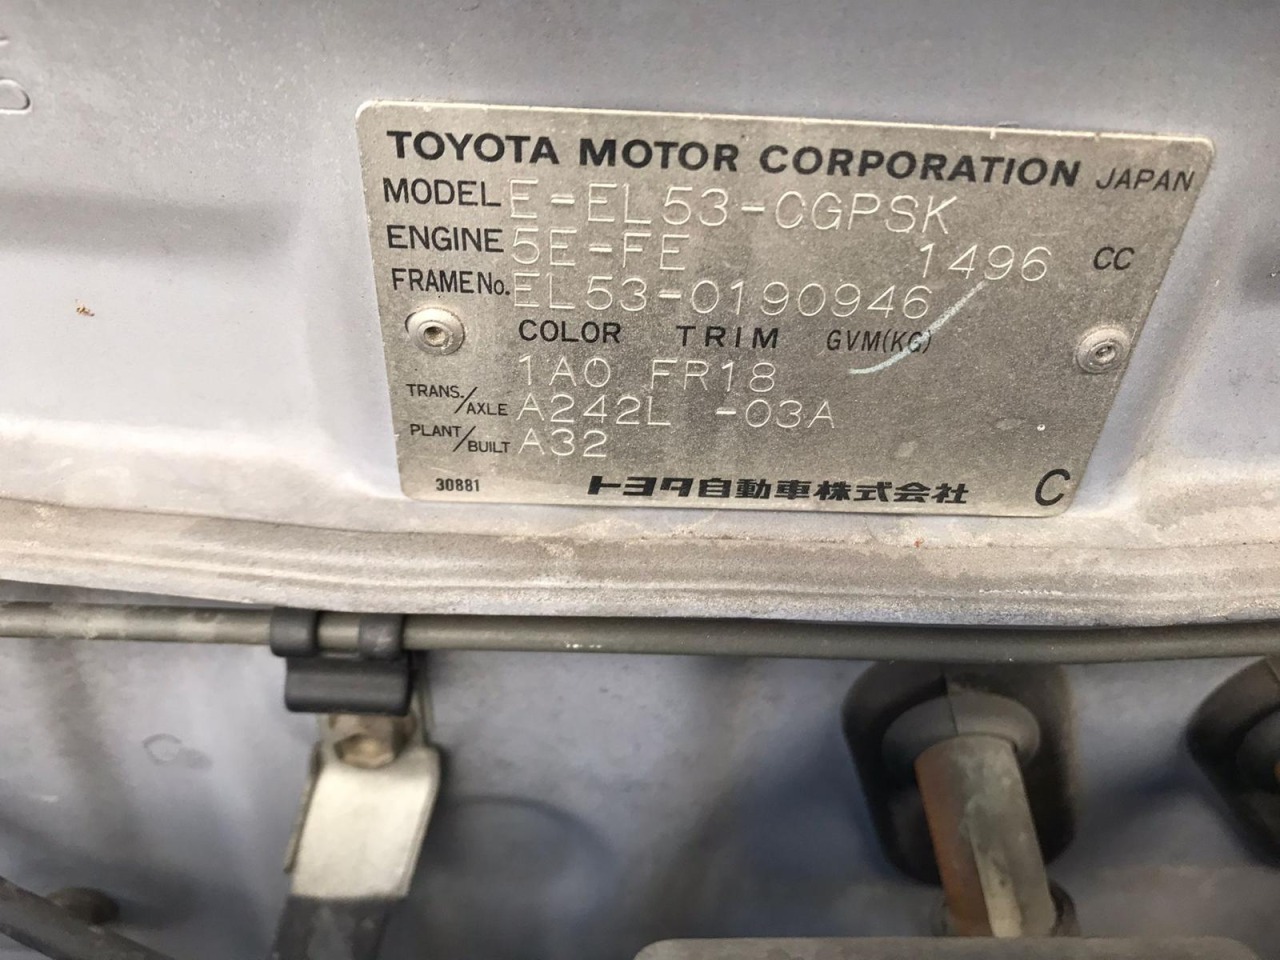 TOYOTA MOTOR CORPORATION JAPAN
MODEL E-EL53-CGPSK
ENGINE 5E-FE 1496 CC
FRAME No. EL53-0190946
COLOR TRIM GVM(KG)
1A0 FR18
TRANS./AXLE A242L -03A
PLANT/BUILT A32
30881 トヨタ自動車株式会社 C